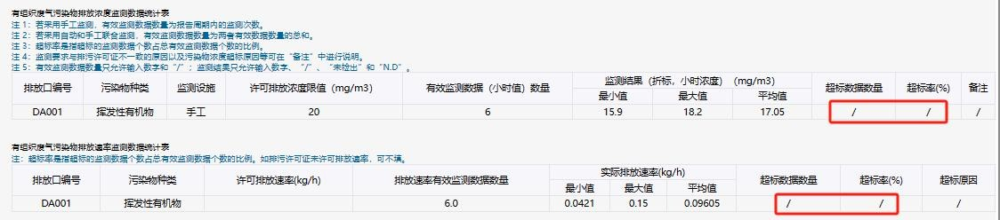 有组织废气污染物排放浓度监测数据统计表
注 1：若采用手工监测，有效监测数据数量为报告周期内的监测次数。
注 2：若采用自动和手工联合监测，有效监测数据数量为两者有效数据数量的总和。
注 3：超标率是指超标的监测数据个数占总有效监测数据个数的比例。
注 4：监测要求与排污许可证不一致的原因以及污染物浓度超标原因等可在“备注”中进行说明。
注 5：有效监测数据数量只允许输入数字和“/”；监测结果只允许输入数字、“/”、“未检出”和“N.D”。
排放口编号 污染物种类 监测设施 许可排放浓度限值（mg/m3） 有效监测数据（小时值）数量 监测结果（折标，小时浓度）（mg/m3） 超标数据数量 超标率(%) 备注
最小值 最大值 平均值
DA001 挥发性有机物 手工 20 6 15.9 18.2 17.05 / / /
有组织废气污染物排放速率监测数据统计表
注：超标率是指超标的监测数据个数占总有效监测数据个数的比例。如排污许可证未许可排放速率，可不填。
排放口编号 污染物种类 许可排放速率(kg/h) 排放速率有效监测数据数量 实际排放速率(kg/h) 超标数据数量 超标率(%) 超标原因
最小值 最大值 平均值
DA001 挥发性有机物 6.0 0.0421 0.15 0.09605 / / /